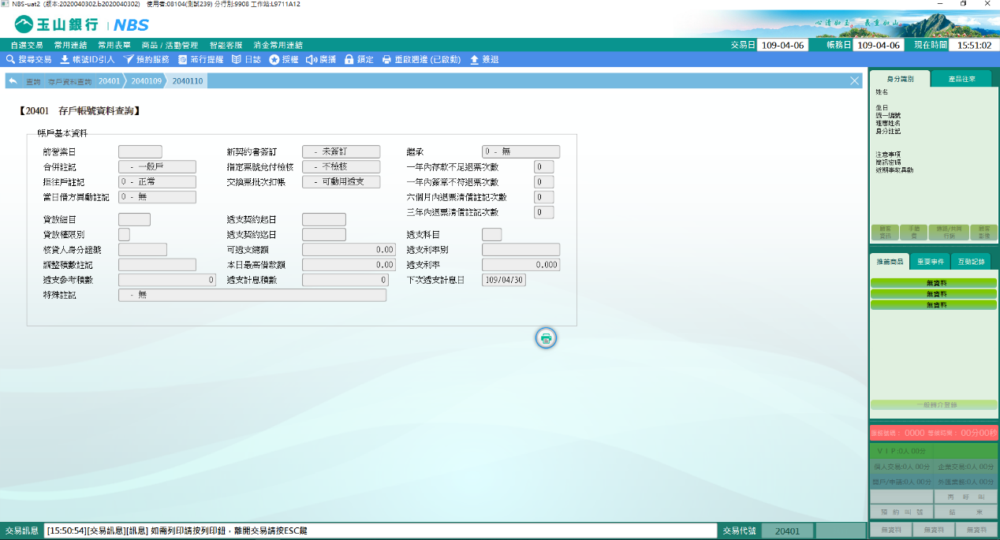 NBS-uat2 (版本:2020040302.b2020040302) 使用者:08104(測試239) 分行別:9908 工作站:L9711A12
玉山銀行 | NBS
心清如玉。義重如山。
自選交易 常用連結 常用表單 商品 / 活動管理 智能客服 消金常用連結
交易日 109-04-06 帳務日 109-04-06 現在時間 15:51:02
搜尋交易 帳號ID引入 預約服務 蒞行提醒 日誌 授權 廣播 鎖定 重啟週邊 (已啟動) 簽退
查詢 存戶資料查詢 20401 2040109 2040110
【20401 存戶帳號資料查詢】
帳戶基本資料
前營業日 新契約書簽訂 - 未簽訂 繼承 0 - 無
合併註記 - 一般戶 指定票號兌付檢核 - 不檢核 一年內存款不足退票次數 0
拒往戶註記 0 - 正常 交換票批次扣帳 - 可動用透支 一年內簽章不符退票次數 0
當日借方異動註記 0 - 無 六個月內退票清償註記次數 0
三年內退票清償註記次數 0
貸放細目 透支契約起日
貸放權限別 透支契約迄日 透支科目
核貸人身分證號 可透支總額 0.00 透支利率別
調整積數註記 本日最高借款額 0.00 透支利率 0.000
透支參考積數 0 透支計息積數 0 下次透支計息日 109/04/30
特殊註記 - 無
身分識別 產品往來
姓名
生日
統一編號
理專姓名
身分註記
注意事項
簡訊密碼
近期事故異動
顧客資訊
推薦商品 重要事件 互動記錄
無資料
無資料
無資料
一般轉介登錄
服務號碼： 0000 等候時間： 00分00秒
ＶＩＰ:0人 00分
個人交易:0人 00分 企業交易:0人 00分
開戶/申請:0人 00分 外匯業務:0人 00分
再 呼 叫
預 約 叫 號 結 束
無資料 無資料 無資料
交易訊息 [15:50:54][交易訊息][訊息] 如需列印請按列印鈕，離開交易請按ESC鍵 交易代號 20401